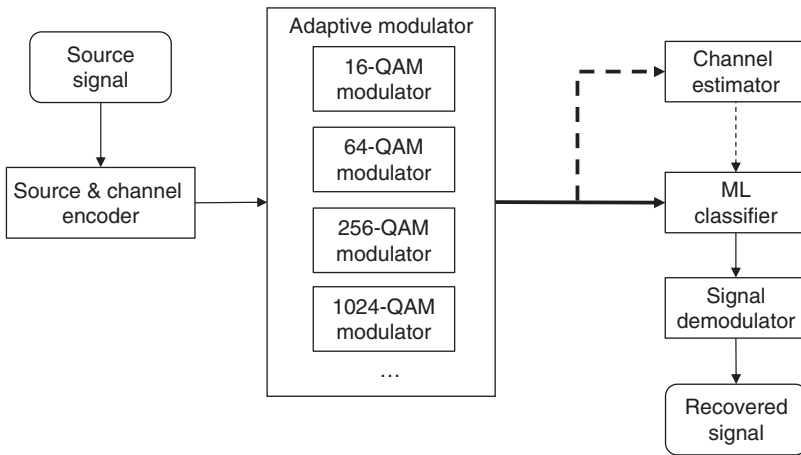 Source
signal
Source & channel
encoder
Adaptive modulator
16-QAM
modulator
64-QAM
modulator
256-QAM
modulator
1024-QAM
modulator
...
Channel
estimator
ML
classifier
Signal
demodulator
Recovered
signal